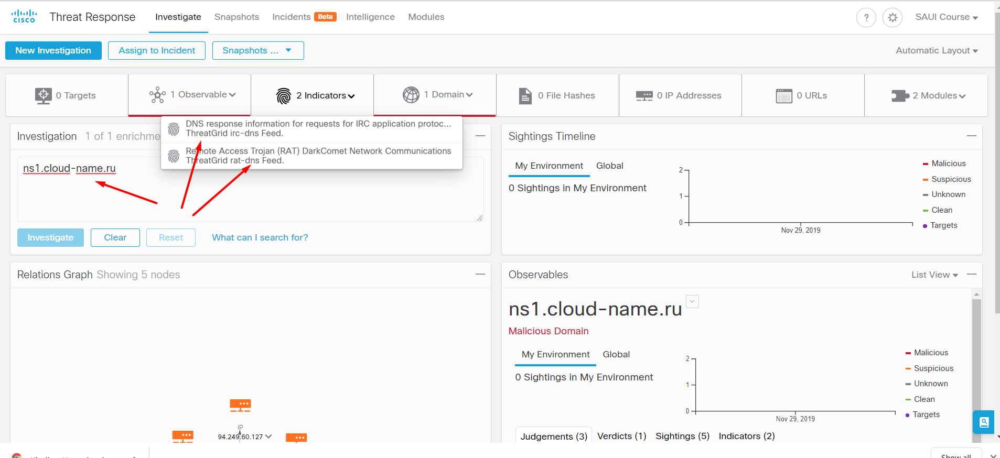 cisco
Threat Response
Investigate
Snapshots
Incidents Beta
Intelligence
Modules
?
SAUI Course
New Investigation
Assign to Incident
Snapshots ...
Automatic Layout
0 Targets
1 Observable
2 Indicators
1 Domain
0 File Hashes
0 IP Addresses
0 URLs
2 Modules
DNS response information for requests for IRC application protoc...
ThreatGrid irc-dns Feed.
Remote Access Trojan (RAT) DarkComet Network Communications
ThreatGrid rat-dns Feed.
Investigation 1 of 1 enrichme
ns1.cloud-name.ru
Investigate
Clear
Reset
What can I search for?
Sightings Timeline
My Environment
Global
0 Sightings in My Environment
2
1
0
Nov 29, 2019
Malicious
Suspicious
Unknown
Clean
Targets
Relations Graph Showing 5 nodes
IP
94.249.60.127
Observables
List View
ns1.cloud-name.ru
Malicious Domain
My Environment
Global
0 Sightings in My Environment
2
1
0
Nov 29, 2019
Malicious
Suspicious
Unknown
Clean
Targets
Judgements (3)
Verdicts (1)
Sightings (5)
Indicators (2)
Show all